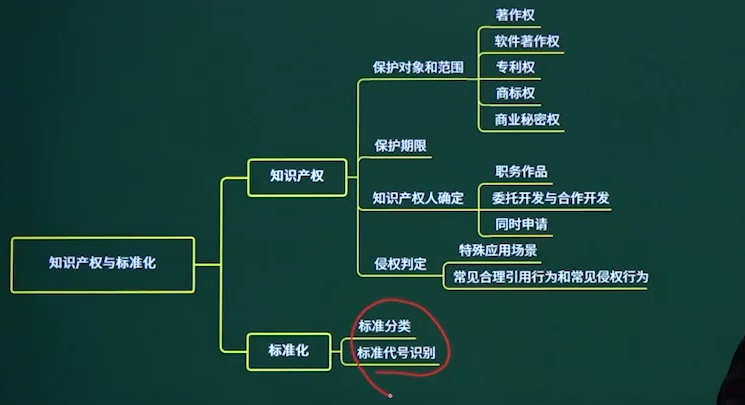 知识产权与标准化
知识产权
保护对象和范围
著作权
软件著作权
专利权
商标权
商业秘密权
保护期限
知识产权人确定
职务作品
委托开发与合作开发
同时申请
侵权判定
特殊应用场景
常见合理引用行为和常见侵权行为
标准化
标准分类
标准代号识别